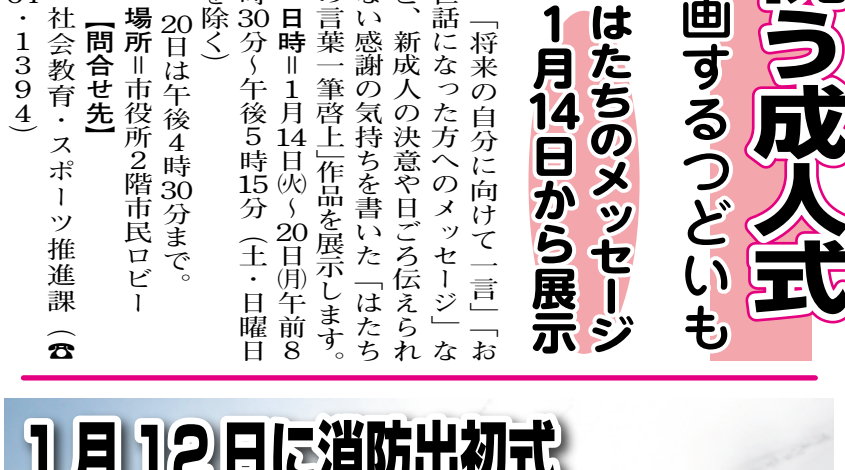 う成人式
画するつどいも
はたちのメッセージ
1月14日から展示
「将来の自分に向けて一言」「お
世話になった方へのメッセージ」な
ど、新成人の決意や日ごろ伝えられ
ない感謝の気持ちを書いた「はたち
の言葉一筆啓上」作品を展示します。
日時＝1月14日㈫〜20日㈪午前8
時30分〜午後5時15分（土・日曜日
を除く）
20日は午後4時30分まで。
場所＝市役所2階市民ロビー
【問合せ先】
社会教育・スポーツ推進課（☎
・1394）
1月12日に消防出初式